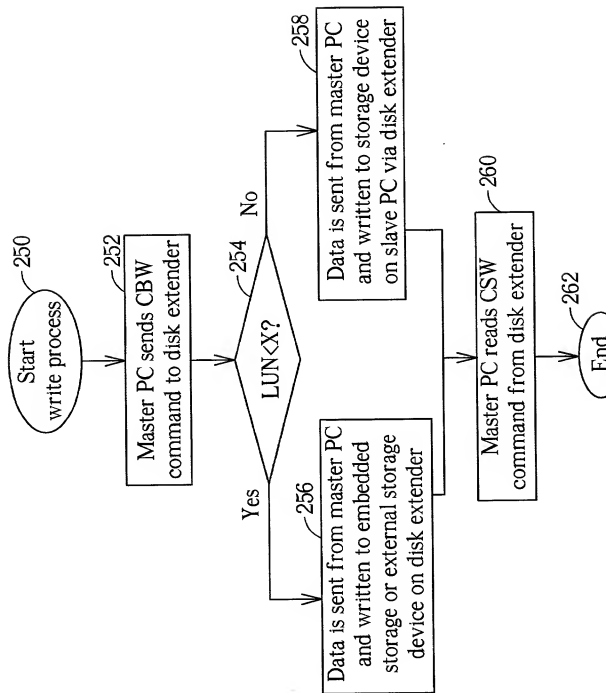 250
Start
write process
252
Master PC sends CBW
command to disk extender
254
LUN<X?
Yes
No
256
Data is sent from master PC
and written to embedded
storage or external storage
device on disk extender
258
Data is sent from master PC
and written to storage device
on slave PC via disk extender
260
Master PC reads CSW
command from disk extender
262
End